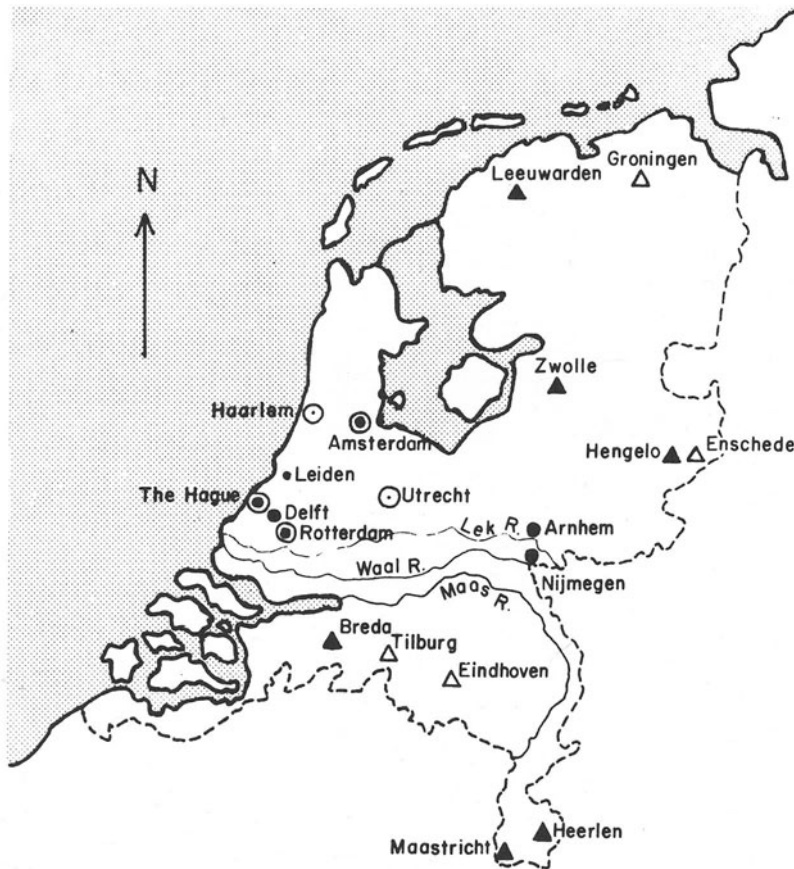 N
Groningen
Leeuwarden
Zwolle
Haarlem
Amsterdam
Hengelo
Enschede
Leiden
The Hague
Utrecht
Delft
Rotterdam
Lek R.
Arnhem
Waal R.
Nijmegen
Maas R.
Breda
Tilburg
Eindhoven
Heerlen
Maastricht